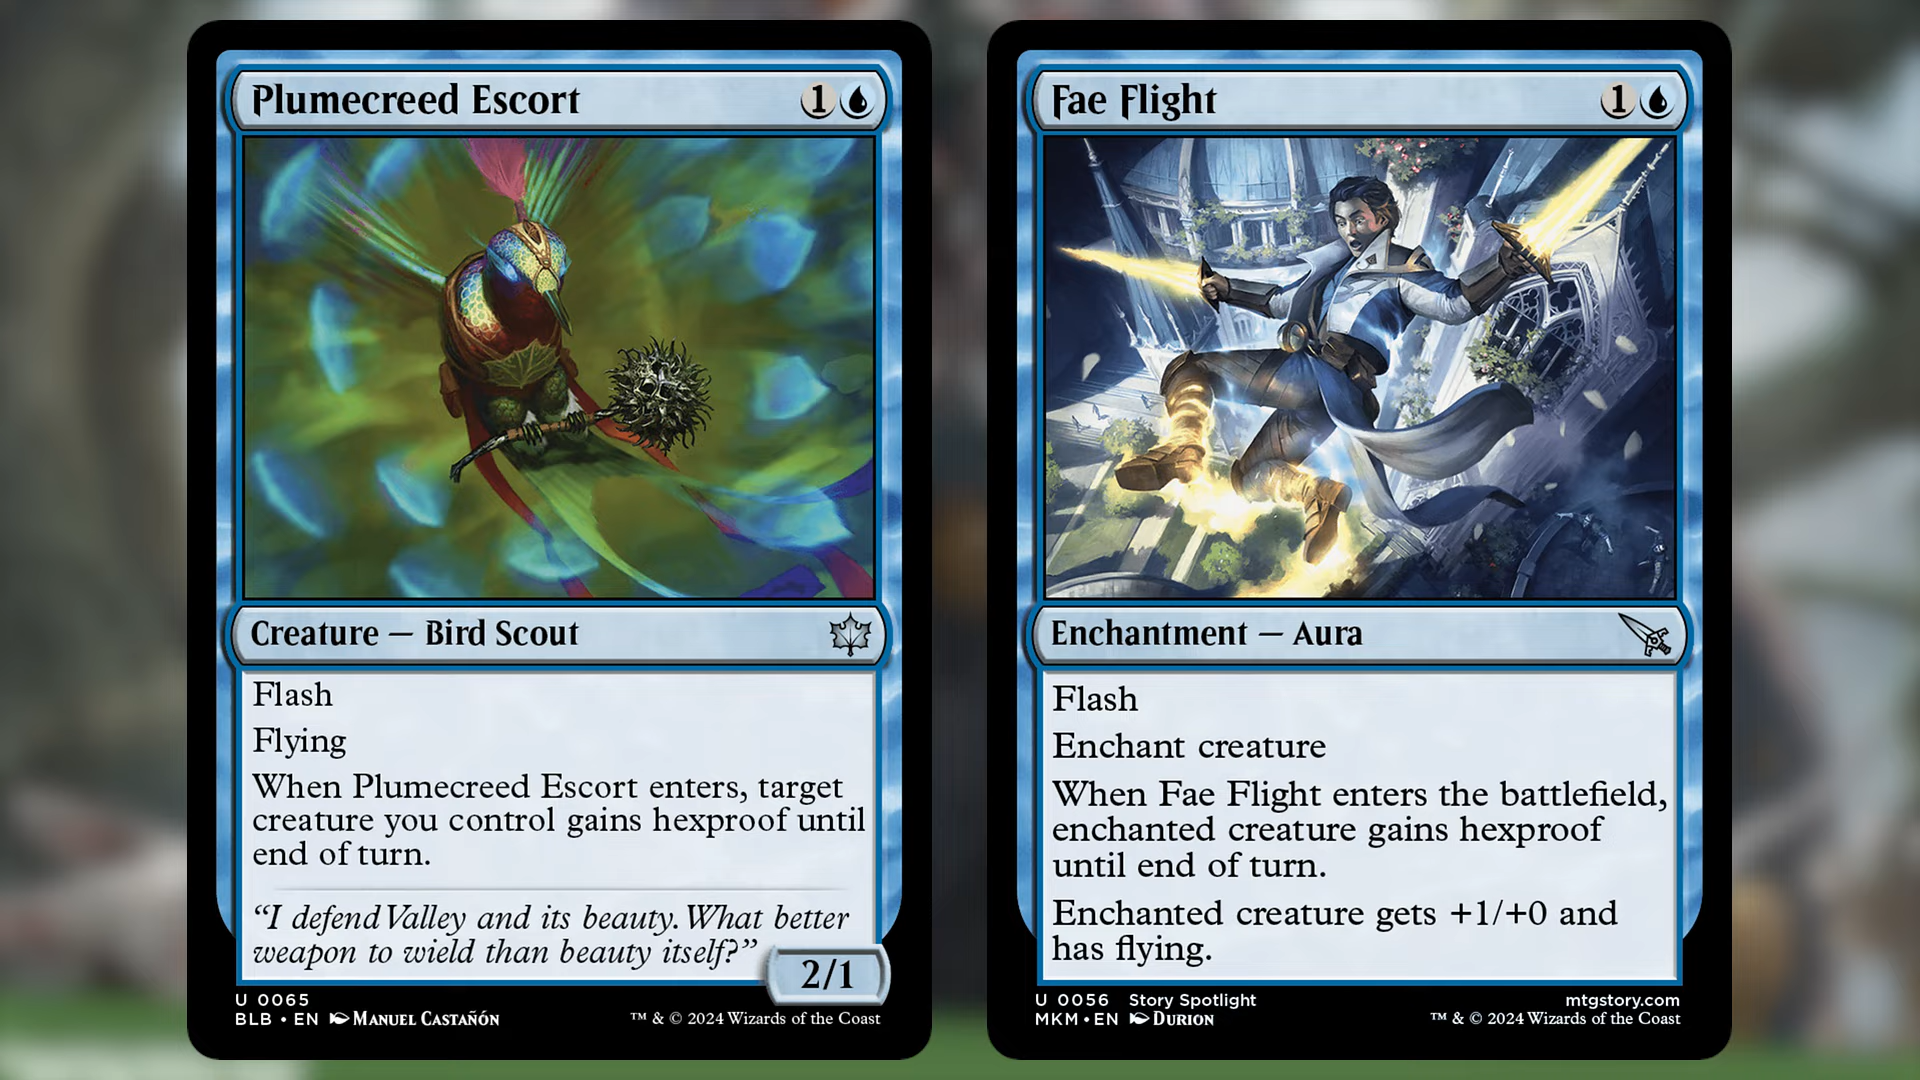 Plumecreed Escort
1
Creature — Bird Scout
Flash
Flying
When Plumecreed Escort enters, target
creature you control gains hexproof until
end of turn.
“I defend Valley and its beauty. What better
weapon to wield than beauty itself?”
2/1
U 0065
BLB • EN Manuel Castañón
™ & © 2024 Wizards of the Coast
Fae Flight
1
Enchantment — Aura
Flash
Enchant creature
When Fae Flight enters the battlefield,
enchanted creature gains hexproof
until end of turn.
Enchanted creature gets +1/+0 and
has flying.
U 0056 Story Spotlight
mtgstory.com
MKM • EN Durion
™ & © 2024 Wizards of the Coast